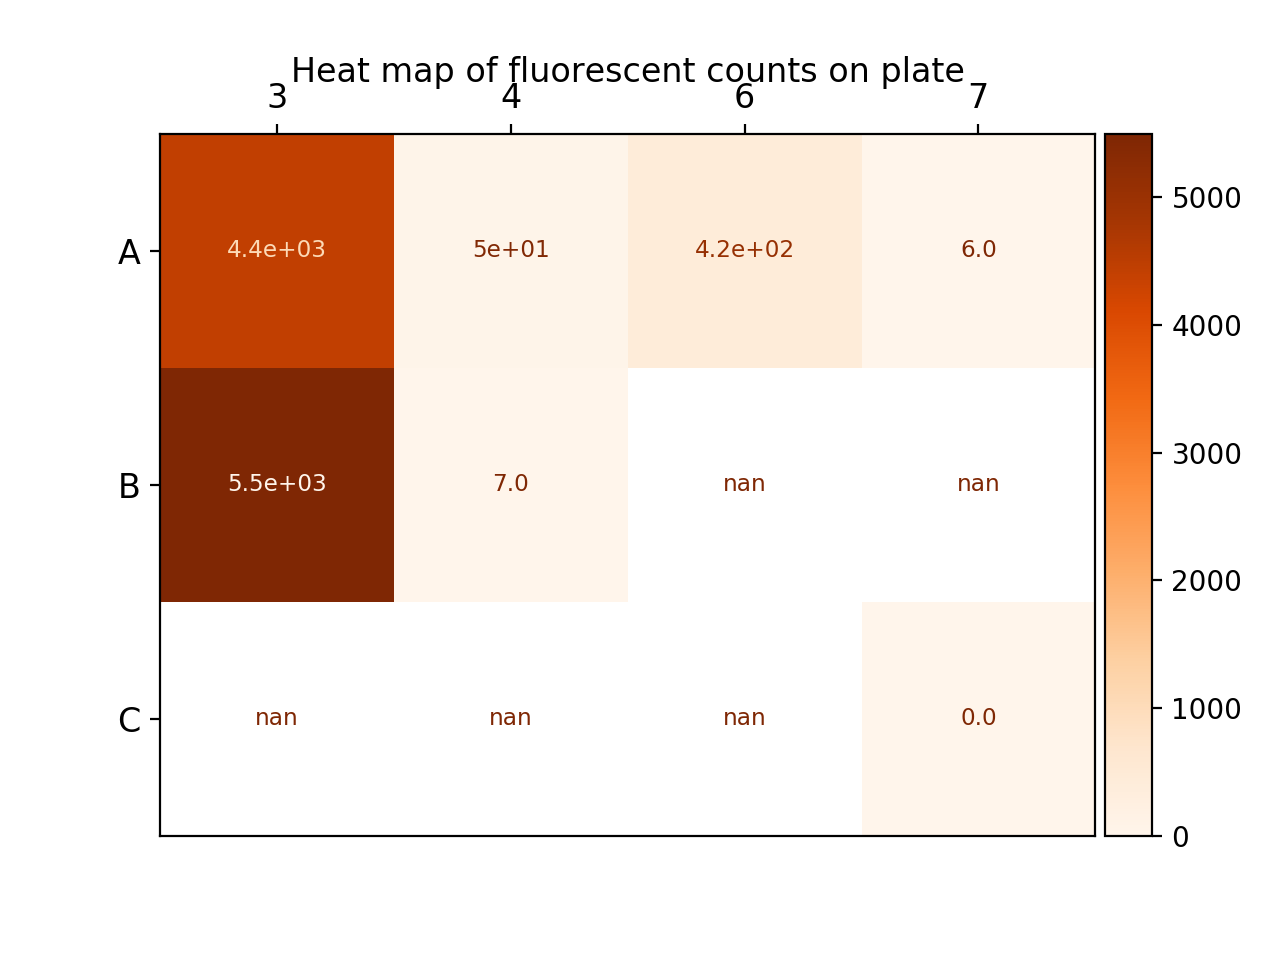 Heat map of fluorescent counts on plate
3 4 6 7
A 4.4e+03 5e+01 4.2e+02 6.0
B 5.5e+03 7.0 nan nan
C nan nan nan 0.0
5000
4000
3000
2000
1000
0